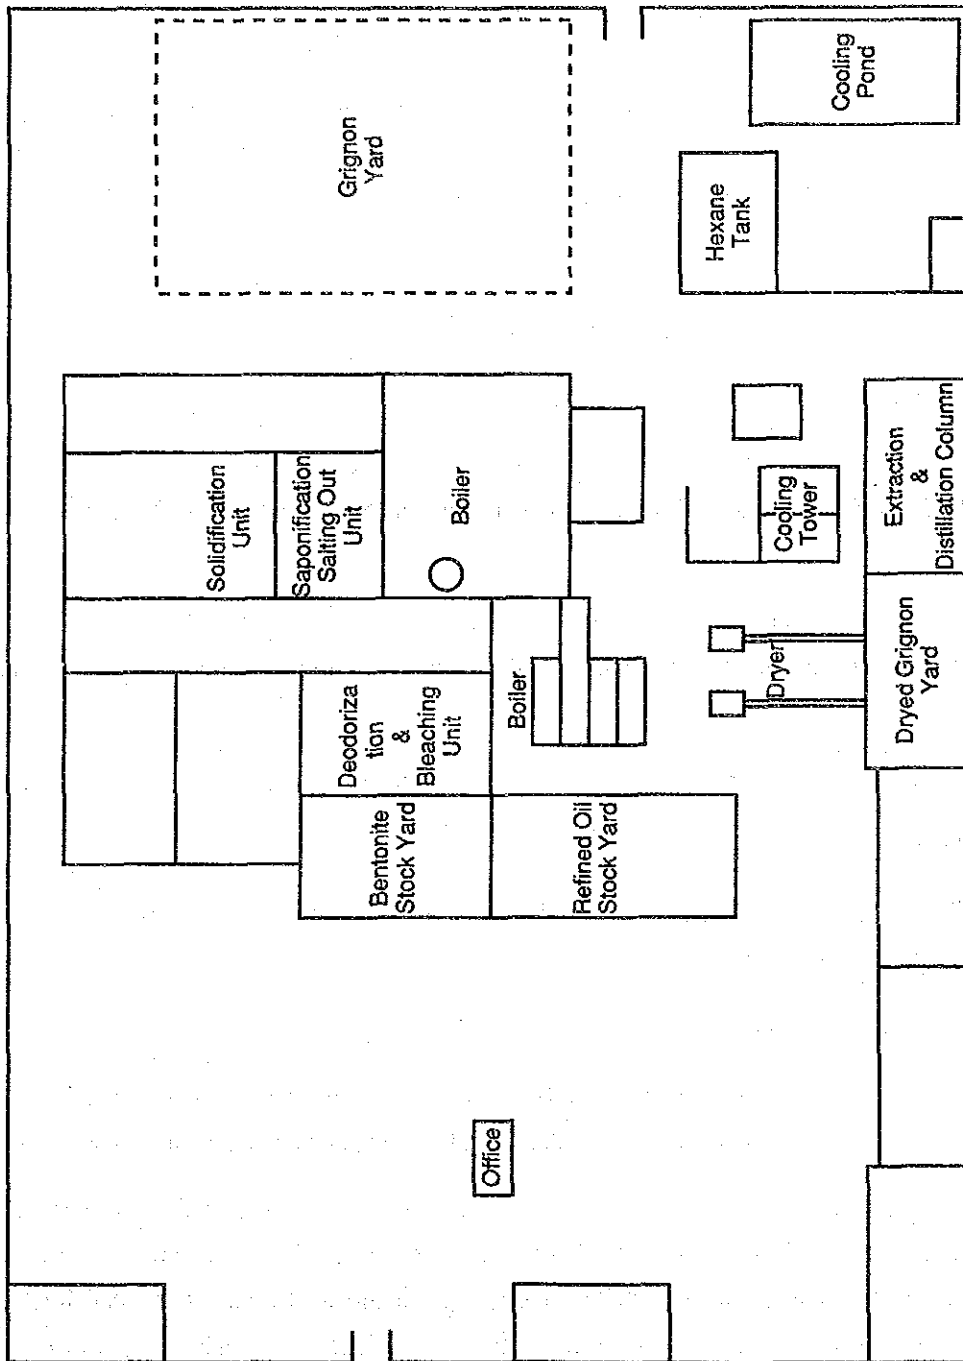 Grignon
Yard
Cooling
Pond
Hexane
Tank
Solidification
Unit
Saponification
Salting Out
Unit
Boiler
Cooling
Tower
Extraction
&
Distillation Column
Deodoriza
tion
&
Bleaching
Unit
Boiler
Dryer
Dryed Grignon
Yard
Bentonite
Stock Yard
Refined Oil
Stock Yard
Office